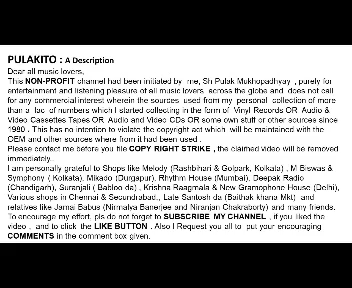 PULAKITO : A Description
Dear all music lovers,
This NON-PROFIT channel had been initiated by me, Sh Pulak Mukhopadhyay , purely for
entertainment and listening pleasure of all music lovers across the globe and does not call
for any commercial interest wherein the sources used from my personal collection of more
than a lac of numbers which I started collecting in the form of Vinyl Records OR Audio &
Video Cassettes Tapes OR Audio and Video CDs OR some own stuff or other sources since
1980 . This has no intention to violate the copyright act which will be maintained with the
OEM and other sources where from it had been used .
Please contact me before you file COPY RIGHT STRIKE , the claimed video will be removed
immediately..
I am personally grateful to Shops like Melody (Rashbihari & Golpark, Kolkata) , M Biswas &
Symphony ( Kolkata), Mikado (Durgapur), Rhythm House (Mumbai), Deepak Radio
(Chandigarh), Suranjali ( Babloo da) , Krishna Raagmala & New Gramophone House (Delhi),
Various shops in Chennai & Secundrabad., Late Santosh da (Baithak khana Mkt) and
relatives like Jamai Babus (Nirmalya Banerjee and Niranjan Chakraborty) and many friends.
To encourage my effort, pls do not forget to SUBSCRIBE MY CHANNEL , if you liked the
video , and to click the LIKE BUTTON . Also I Request you all to put your encouraging
COMMENTS in the comment box given.